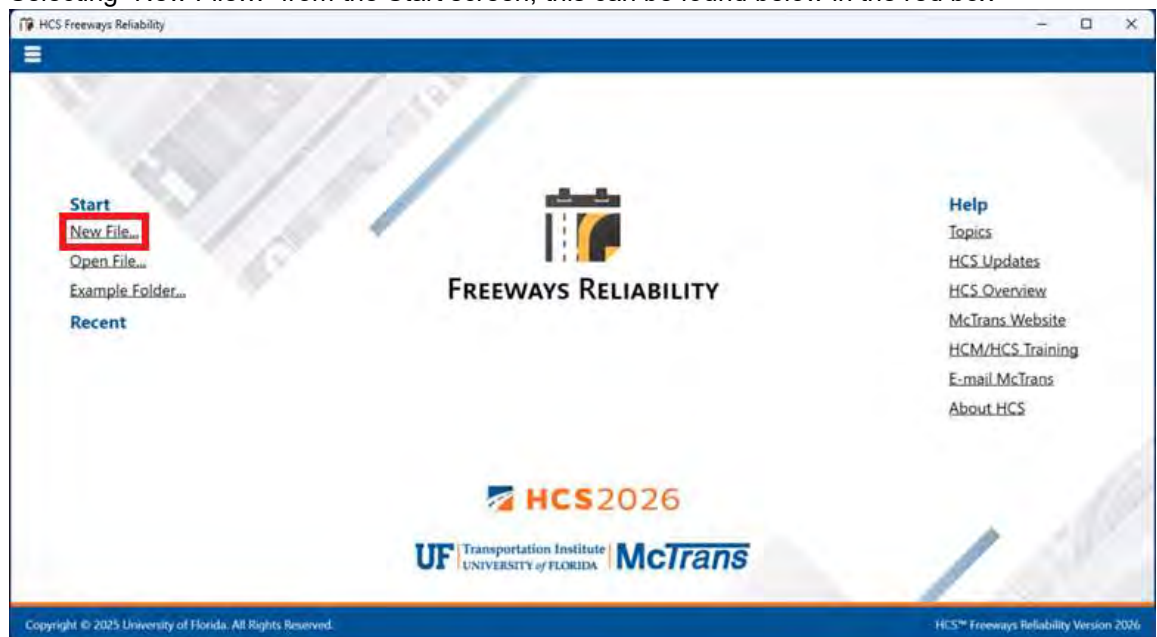 HCS Freeways Reliability
Start
New File...
Open File...
Example Folder...
Recent
FREEWAYS RELIABILITY
Help
Topics
HCS Updates
HCS Overview
McTrans Website
HCM/HCS Training
E-mail McTrans
About HCS
HCS2026
UF Transportation Institute McTrans
UNIVERSITY of FLORIDA
Copyright © 2025 University of Florida. All Rights Reserved.
HCS™ Freeways Reliability Version 2026